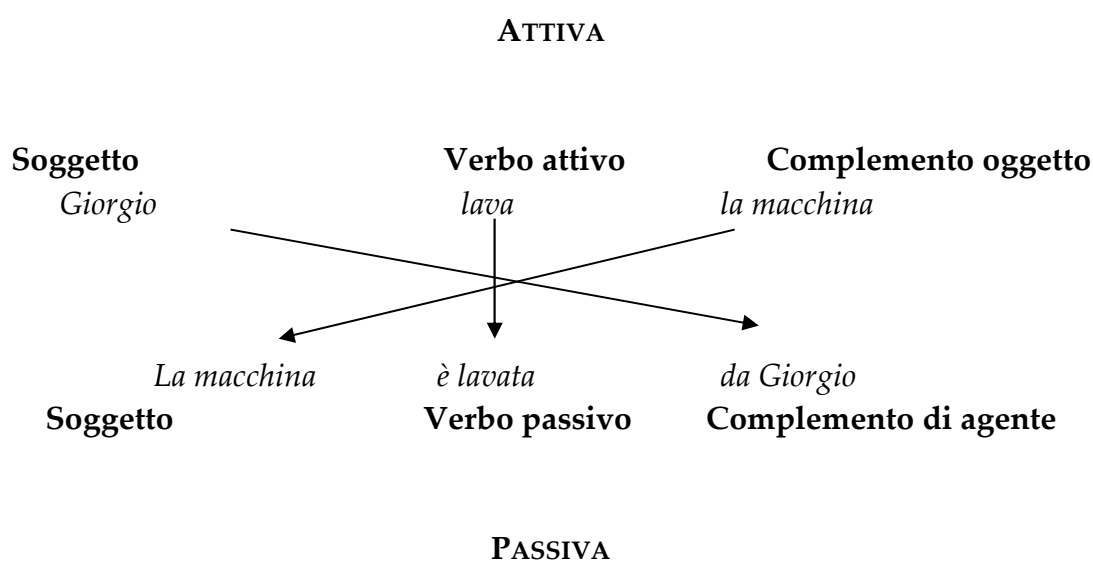 ATTIVA
Soggetto Verbo attivo Complemento oggetto
Giorgio lava la macchina
La macchina è lavata da Giorgio
Soggetto Verbo passivo Complemento di agente
PASSIVA